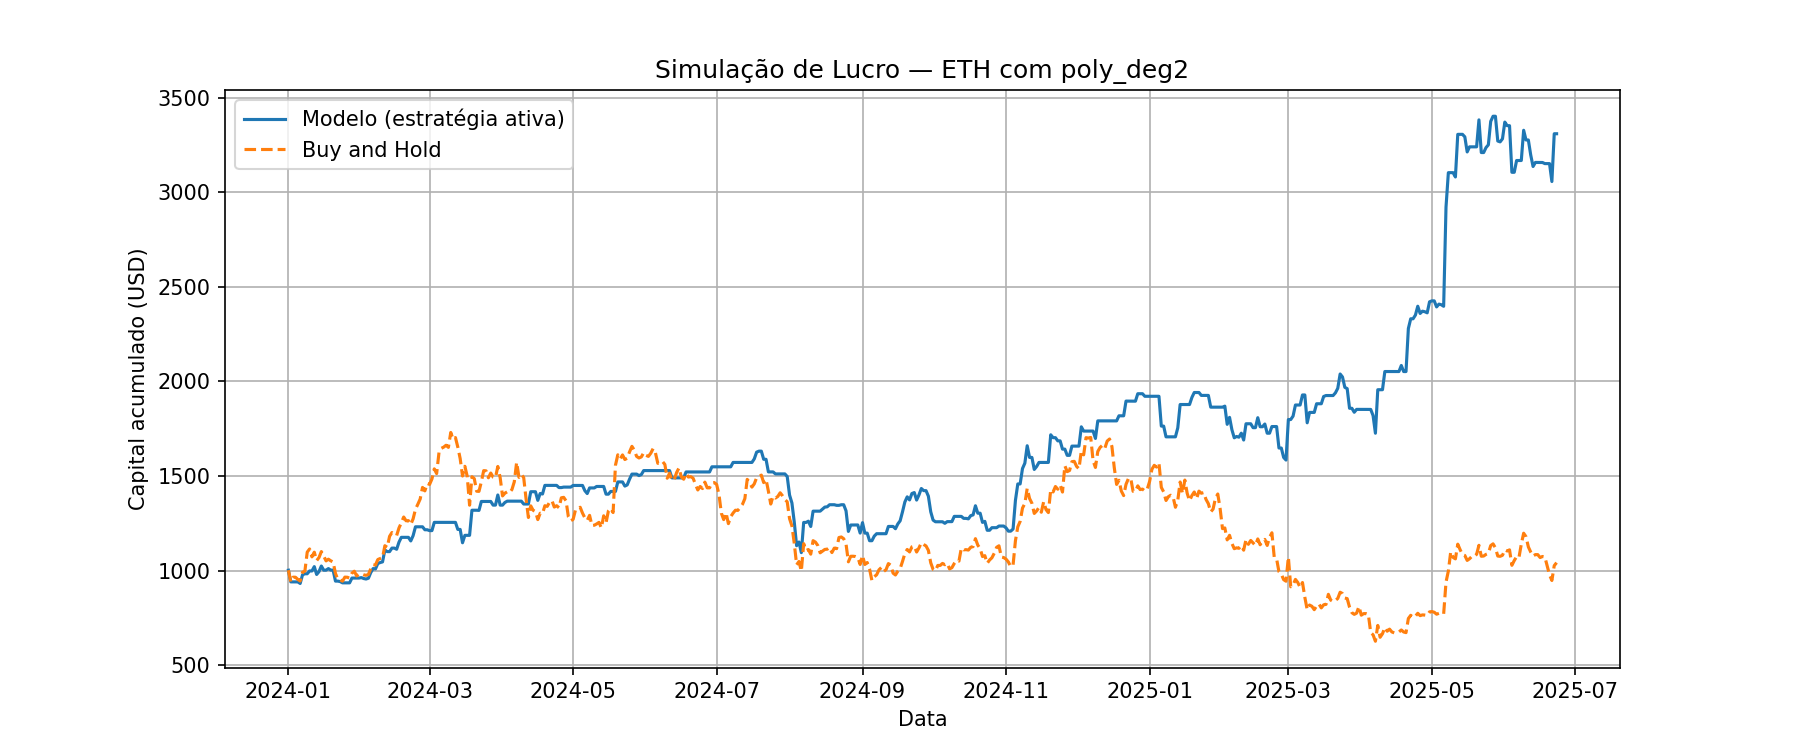 Simulação de Lucro — ETH com poly_deg2
Modelo (estratégia ativa)
Buy and Hold
Capital acumulado (USD)
3500
3000
2500
2000
1500
1000
500
2024-01 2024-03 2024-05 2024-07 2024-09 2024-11 2025-01 2025-03 2025-05 2025-07
Data